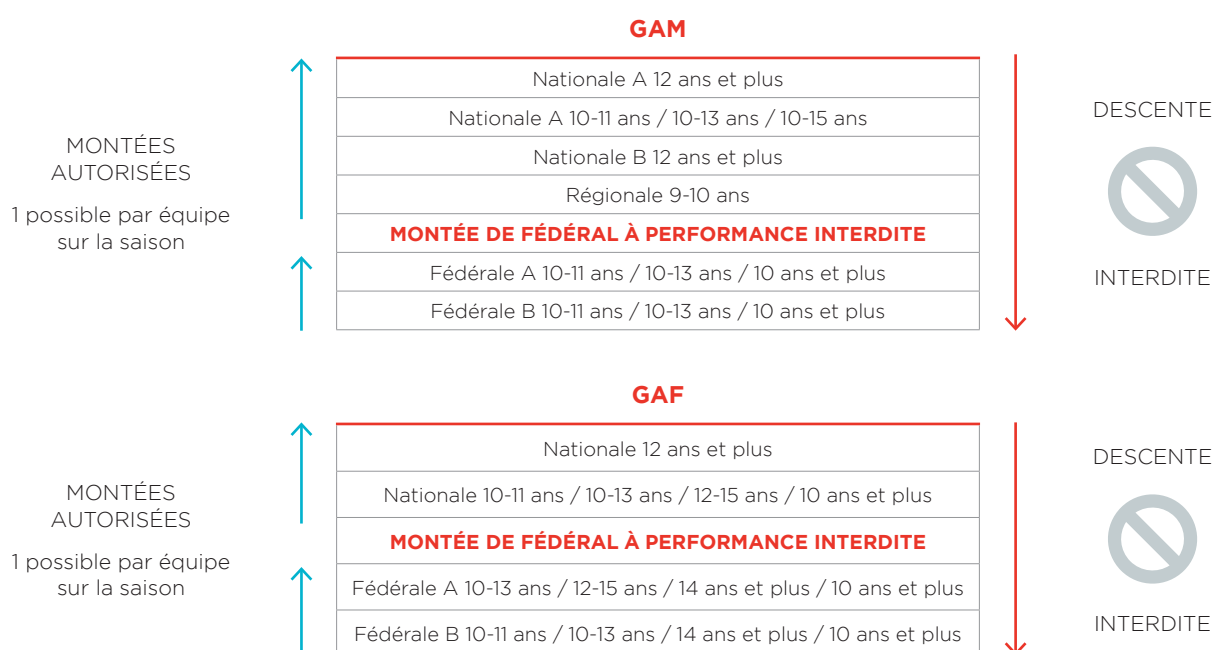 GAM
MONTÉES
AUTORISÉES
1 possible par équipe
sur la saison
Nationale A 12 ans et plus
Nationale A 10-11 ans / 10-13 ans / 10-15 ans
Nationale B 12 ans et plus
Régionale 9-10 ans
MONTÉE DE FÉDÉRAL À PERFORMANCE INTERDITE
Fédérale A 10-11 ans / 10-13 ans / 10 ans et plus
Fédérale B 10-11 ans / 10-13 ans / 10 ans et plus
DESCENTE
INTERDITE
GAF
MONTÉES
AUTORISÉES
1 possible par équipe
sur la saison
Nationale 12 ans et plus
Nationale 10-11 ans / 10-13 ans / 12-15 ans / 10 ans et plus
MONTÉE DE FÉDÉRAL À PERFORMANCE INTERDITE
Fédérale A 10-13 ans / 12-15 ans / 14 ans et plus / 10 ans et plus
Fédérale B 10-11 ans / 10-13 ans / 14 ans et plus / 10 ans et plus
DESCENTE
INTERDITE